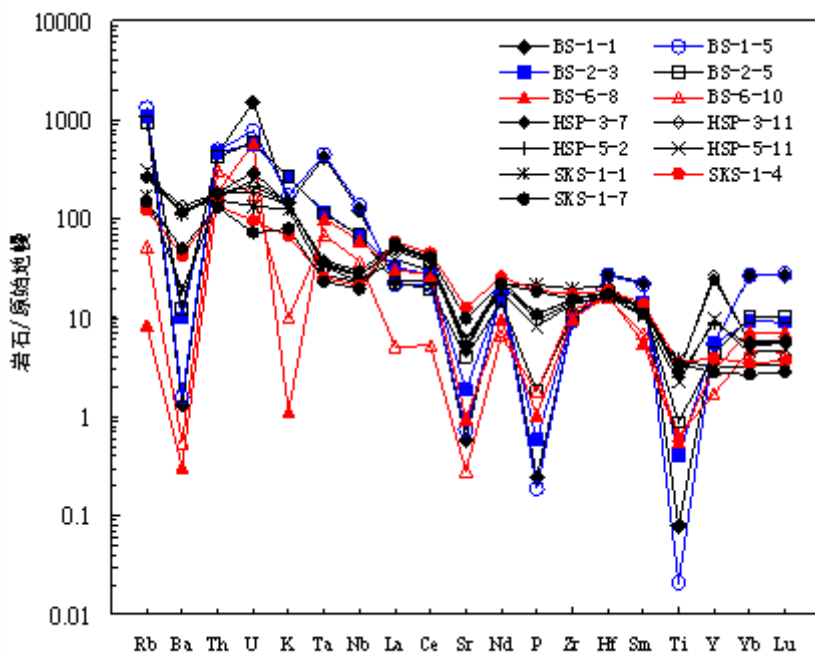 10000
1000
100
10
1
0.1
0.01
岩石/原始地幔
BS-1-1 BS-1-5
BS-2-3 BS-2-5
BS-6-8 BS-6-10
HSP-3-7 HSP-3-11
HSP-5-2 HSP-5-11
SKS-1-1 SKS-1-4
SKS-1-7
Rb Ba Th U K Ta Nb La Ce Sr Nd P Zr Hf Sm Ti Y Yb Lu